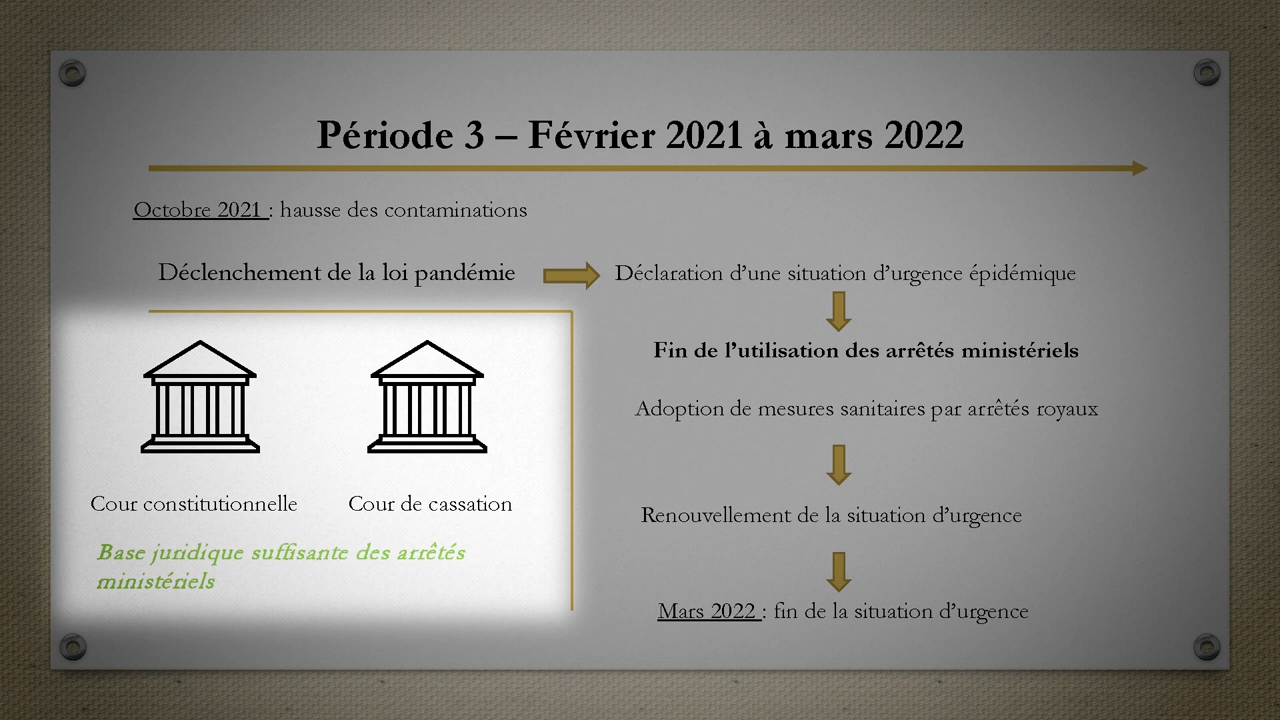 Période 3 – Février 2021 à mars 2022
Octobre 2021 : hausse des contaminations
Déclenchement de la loi pandémie
Déclaration d’une situation d’urgence épidémique
Fin de l’utilisation des arrêtés ministériels
Adoption de mesures sanitaires par arrêtés royaux
Renouvellement de la situation d’urgence
Mars 2022 : fin de la situation d’urgence
Cour constitutionnelle
Cour de cassation
Base juridique suffisante des arrêtés
ministériels